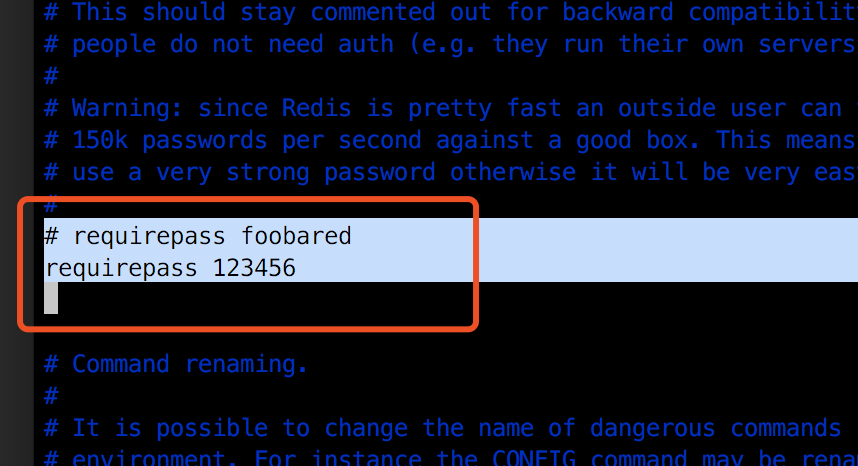 # This should stay commented out for backward
# people do not need auth (e.g. they run their own servers
#
# Warning: since Redis is pretty fast an outside user can
# 150k passwords per second against a good box. This means
# use a very strong password otherwise it will be very
#
# requirepass foobared
requirepass 123456
# Command renaming.
#
# It is possible to change the name of dangerous commands
# environment. For instance the CONFIG command may be